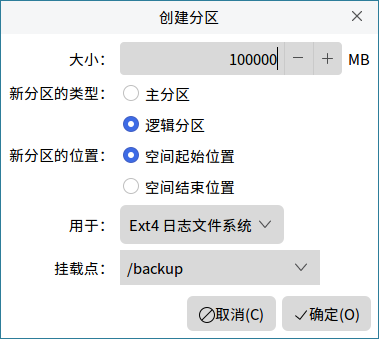 创建分区
大小： 100000 MB
新分区的类型： 主分区
逻辑分区
新分区的位置： 空间起始位置
空间结束位置
用于： Ext4 日志文件系统
挂载点： /backup
取消(C) 确定(O)